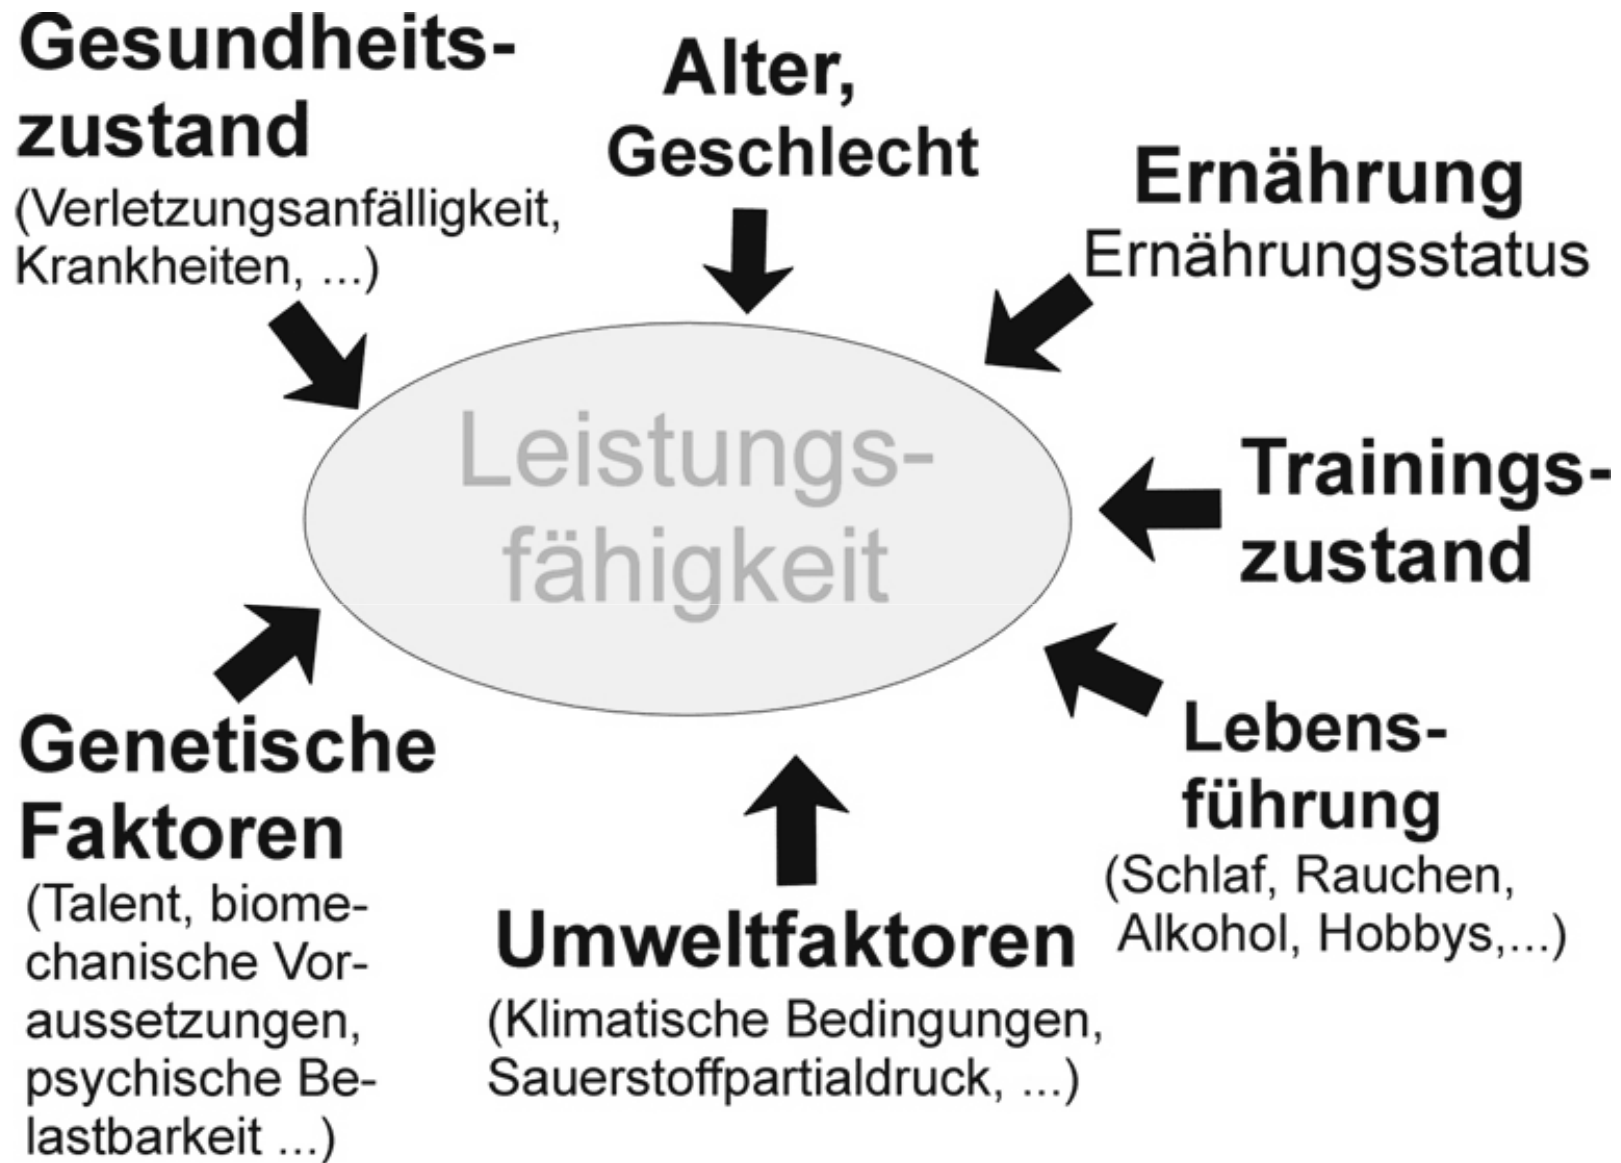 Gesundheits-
zustand
(Verletzungsanfälligkeit,
Krankheiten, ...)
Alter,
Geschlecht
Ernährung
Ernährungsstatus
Leistungs-
fähigkeit
Trainings-
zustand
Lebens-
führung
(Schlaf, Rauchen,
Alkohol, Hobbys,...)
Genetische
Faktoren
(Talent, biome-
chanische Vor-
aussetzungen,
psychische Be-
lastbarkeit ...)
Umweltfaktoren
(Klimatische Bedingungen,
Sauerstoffpartialdruck, ...)